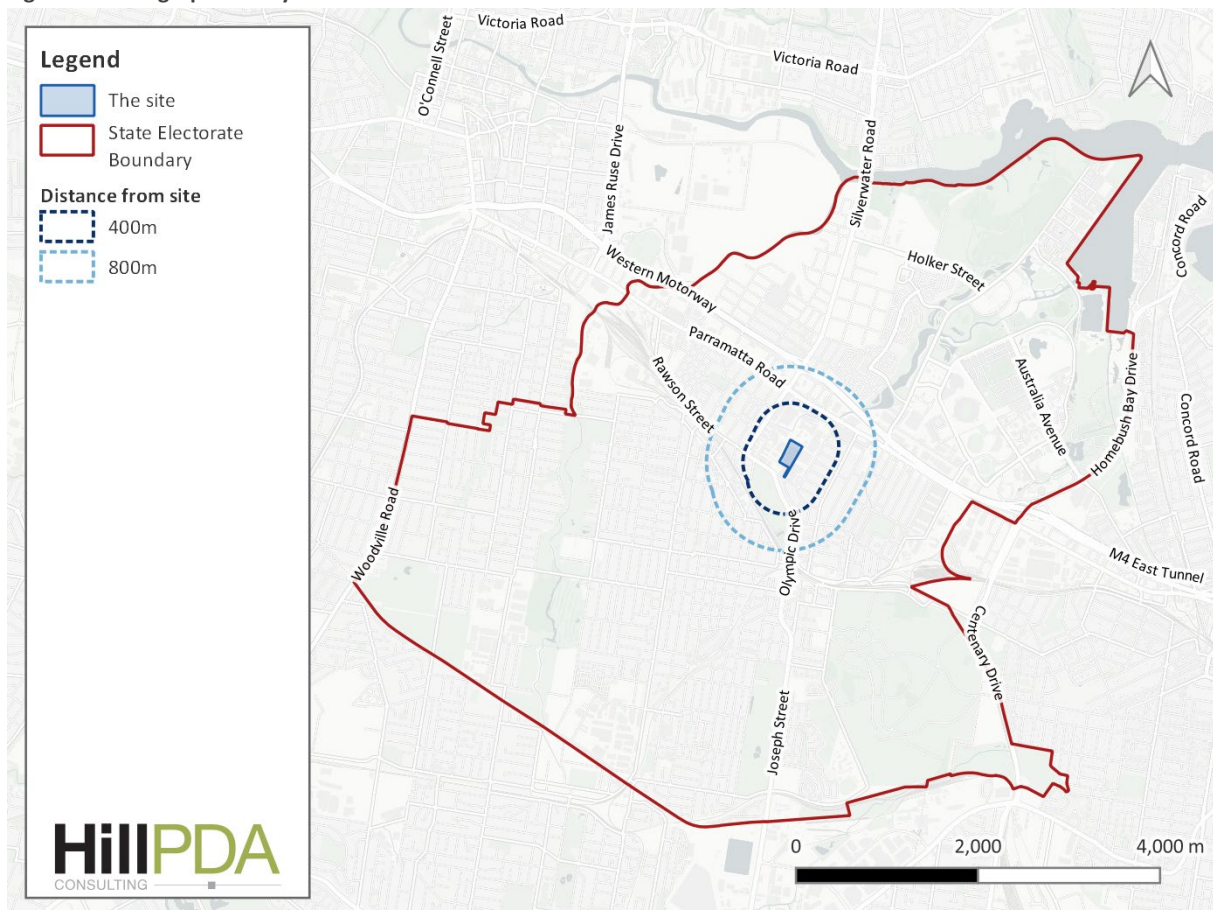 Legend
The site
State Electorate
Boundary
Distance from site
400m
800m
HillPDA
CONSULTING
Victoria Road
Victoria Road
O'Connell Street
James Ruse Drive
Silverwater Road
Western Motorway
Holker Street
Parramatta Road
Rawson Street
Australia Avenue
Homebush Bay Drive
Concord Road
Concord Road
Woodville Road
Olympic Drive
M4 East Tunnel
Centenary Drive
Joseph Street
0 2,000 4,000 m